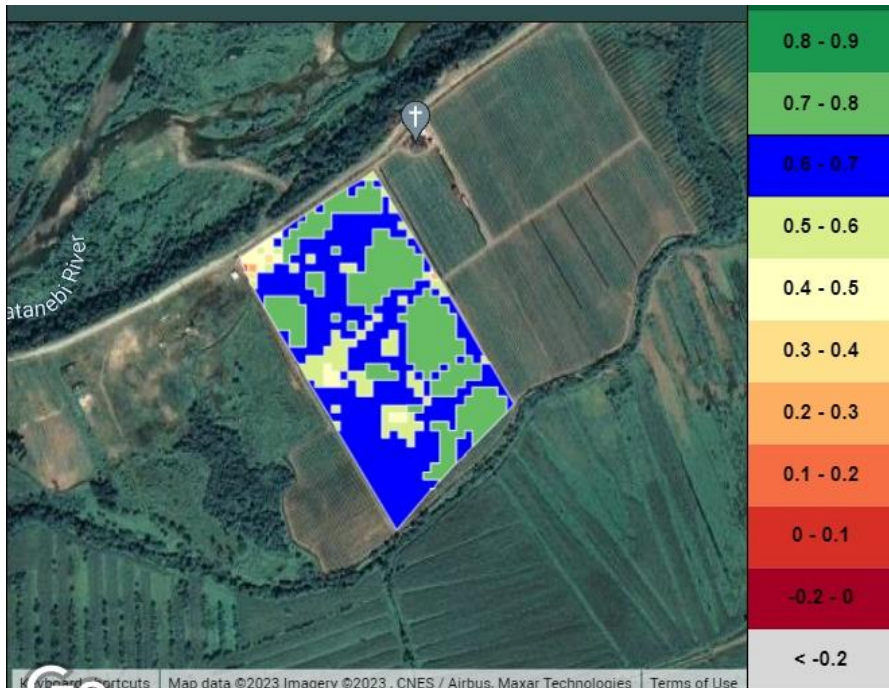 0.8 - 0.9
0.7 - 0.8
0.6 - 0.7
0.5 - 0.6
0.4 - 0.5
0.3 - 0.4
0.2 - 0.3
0.1 - 0.2
0 - 0.1
-0.2 - 0
< -0.2
atanebi River
Keyboard shortcuts
Map data ©2023 Imagery ©2023 , CNES / Airbus, Maxar Technologies
Terms of Use